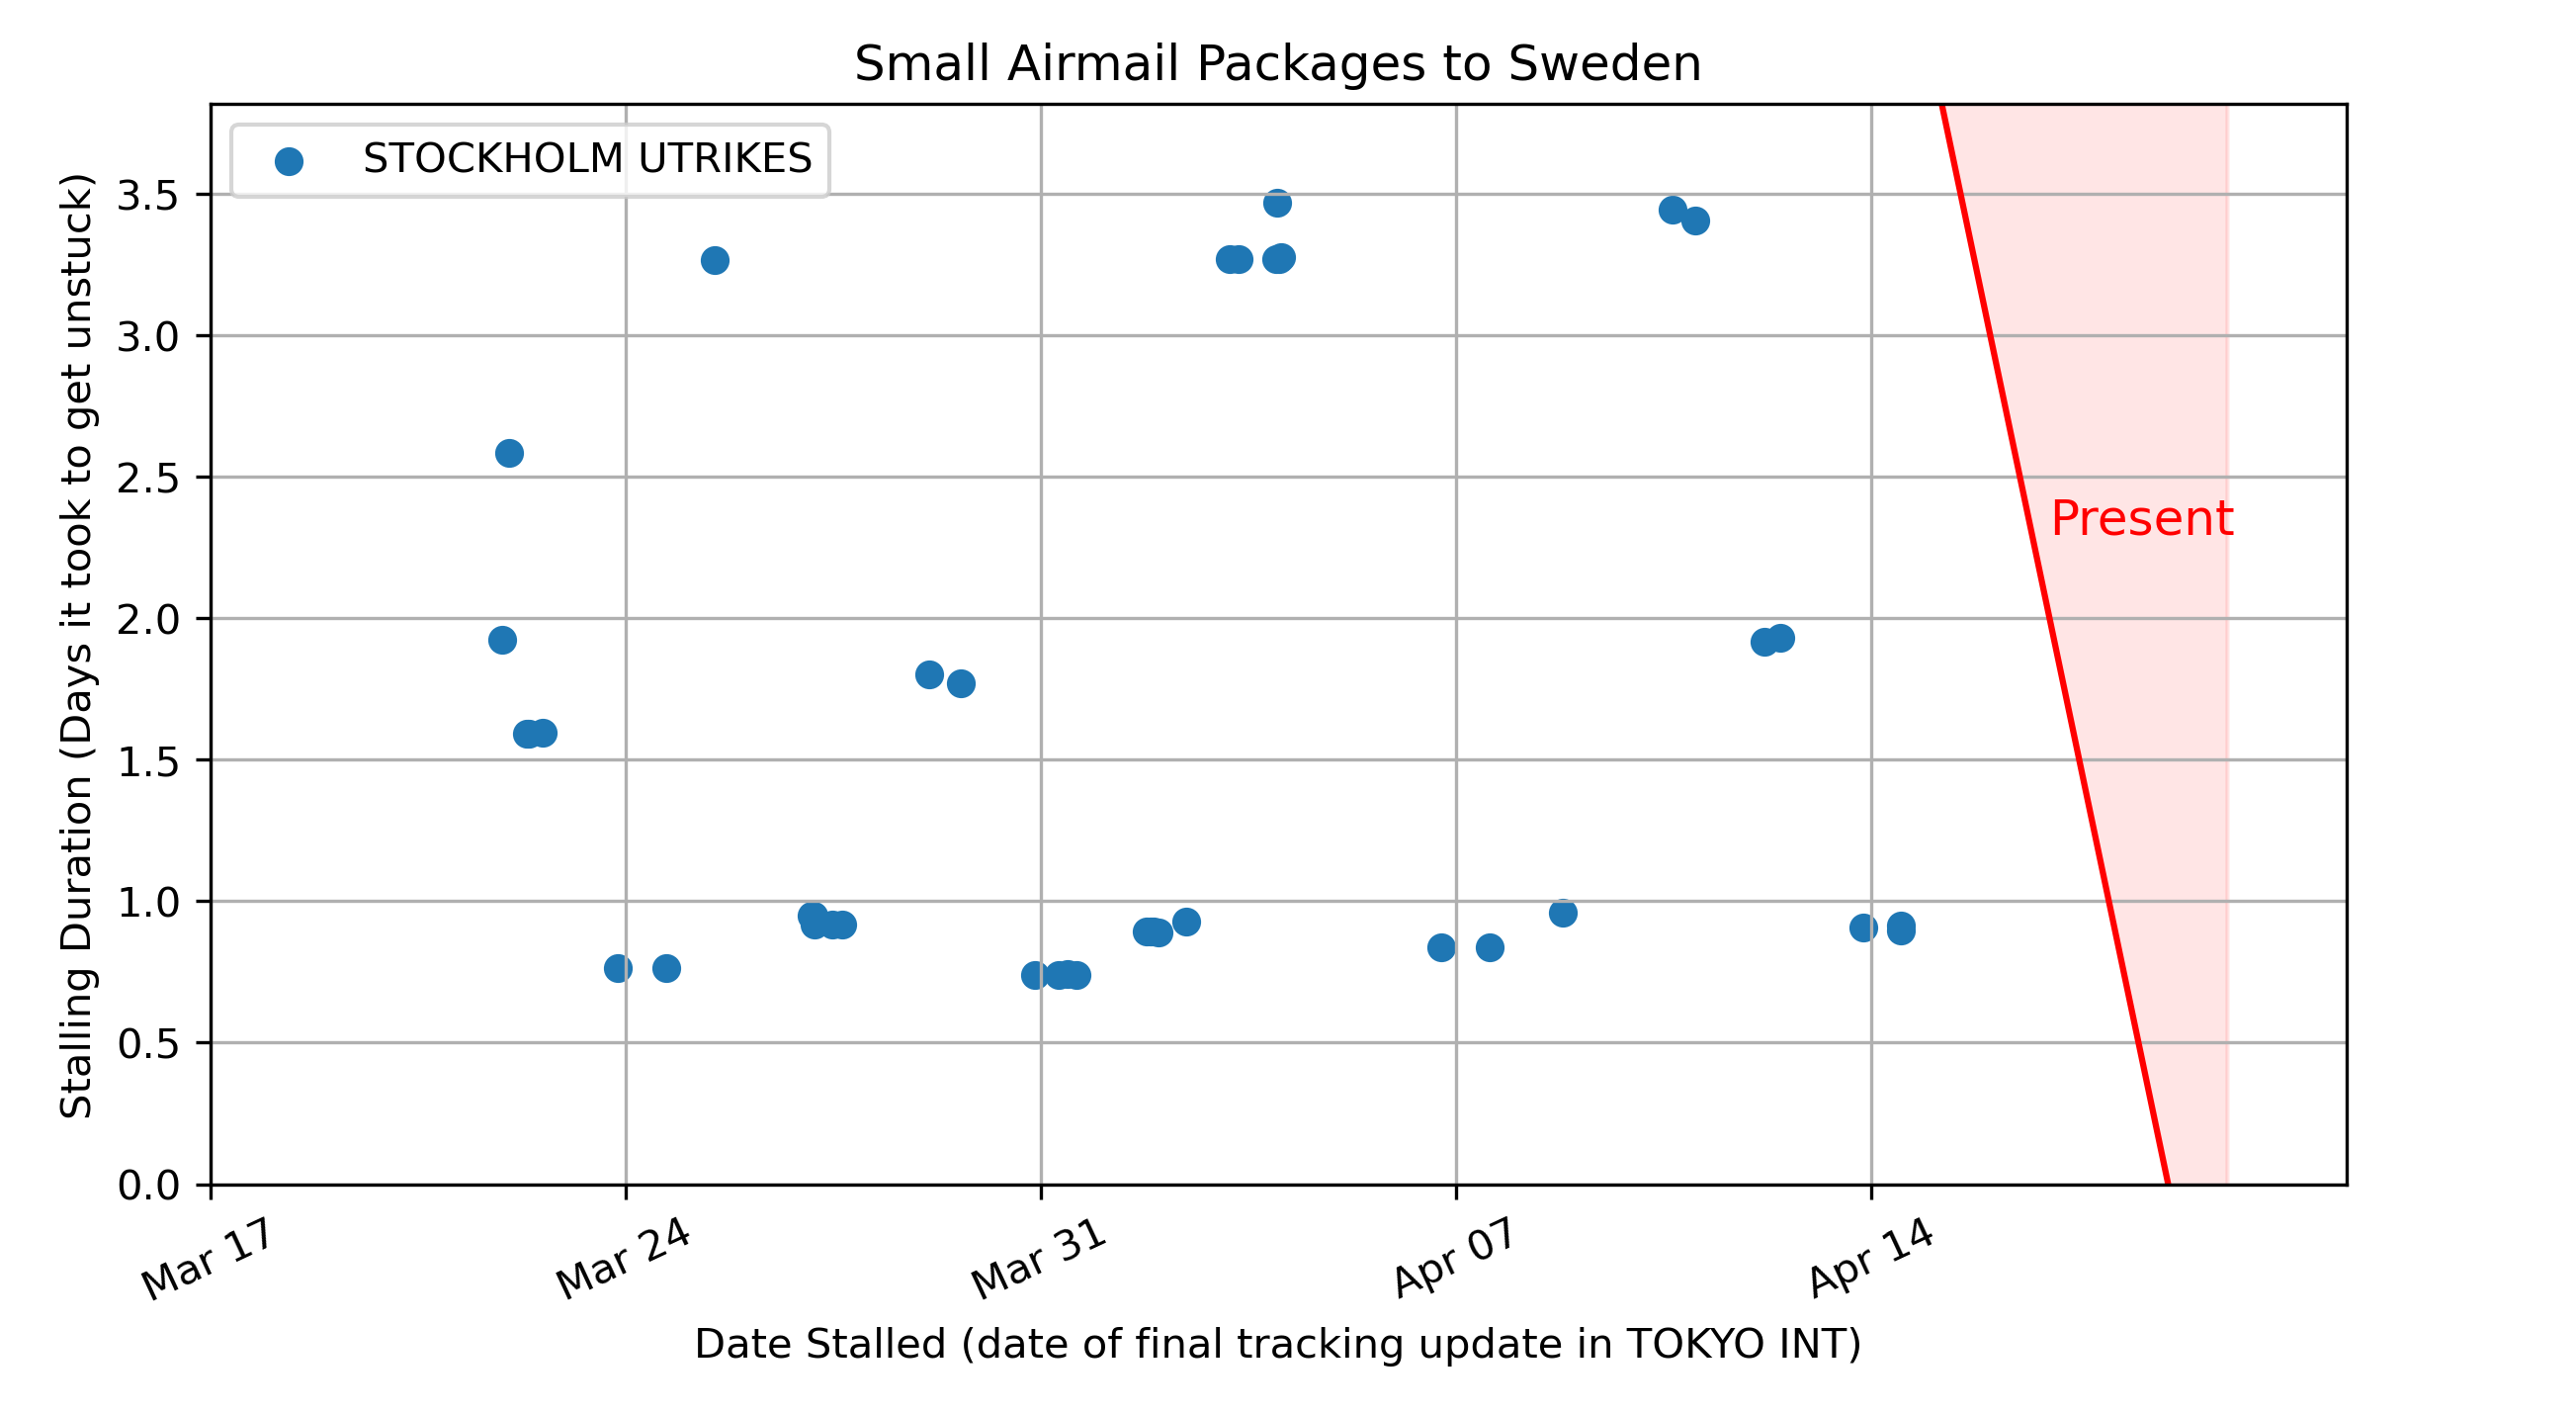 Small Airmail Packages to Sweden
STOCKHOLM UTRIKES
Stalling Duration (Days it took to get unstuck)
3.5
3.0
2.5
2.0
1.5
1.0
0.5
0.0
Present
Mar 17
Mar 24
Mar 31
Apr 07
Apr 14
Date Stalled (date of final tracking update in TOKYO INT)